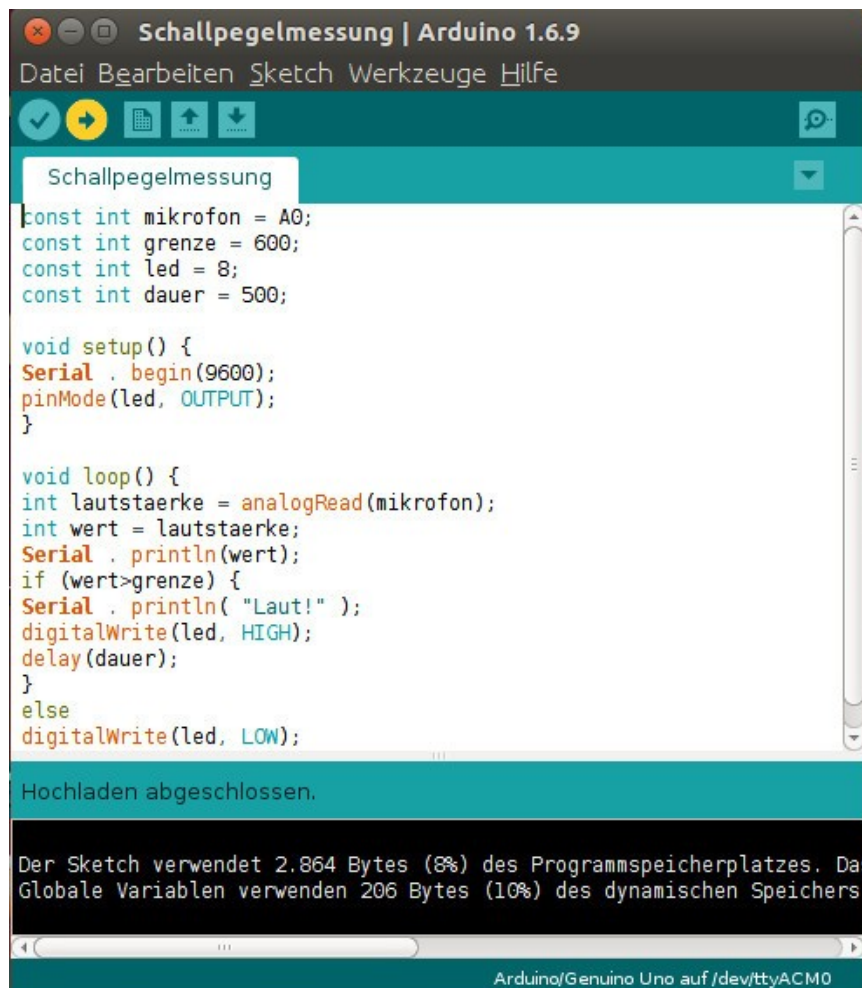 Schallpegelmessung | Arduino 1.6.9
Datei Bearbeiten Sketch Werkzeuge Hilfe
Schallpegelmessung
const int mikrofon = A0;
const int grenze = 600;
const int led = 8;
const int dauer = 500;
void setup() {
Serial . begin(9600);
pinMode(led, OUTPUT);
}
void loop() {
int lautstaerke = analogRead(mikrofon);
int wert = lautstaerke;
Serial . println(wert);
if (wert>grenze) {
Serial . println( "Laut!" );
digitalWrite(led, HIGH);
delay(dauer);
}
else
digitalWrite(led, LOW);
Hochladen abgeschlossen.
Der Sketch verwendet 2.864 Bytes (8%) des Programmspeicherplatzes. Da
Globale Variablen verwenden 206 Bytes (10%) des dynamischen Speichers
Arduino/Genuino Uno auf /dev/ttyACM0